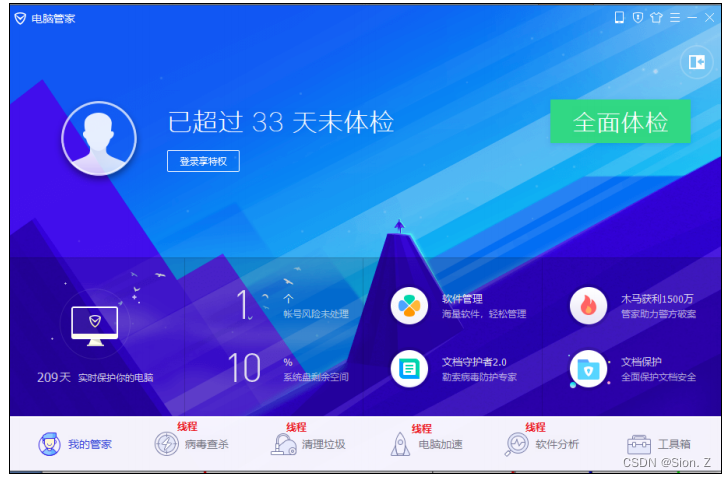 电脑管家
已超过 33 天未体检
全面体检
登录享特权
1 个
帐号风险未处理
软件管理
海量软件，轻松管理
木马获利1500万
管家助力警方破案
209天 实时保护你的电脑
10 %
系统盘剩余空间
文档守护者2.0
勒索病毒防护专家
文档保护
全面保护文档安全
线程
线程
线程
线程
我的管家
病毒查杀
清理垃圾
电脑加速
软件分析
工具箱
CSDN @Sion. Z